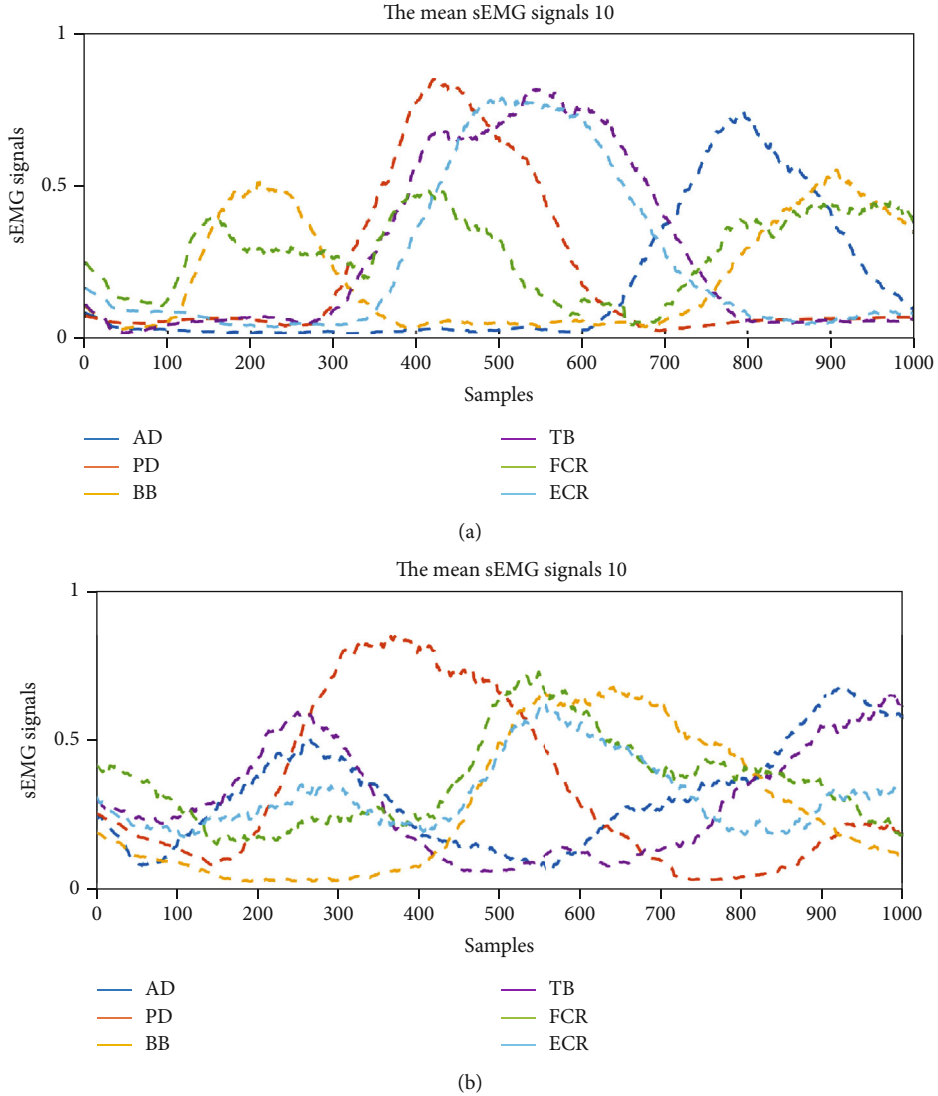 The mean sEMG signals 10
1
0.5
0
sEMG signals
0 100 200 300 400 500 600 700 800 900 1000
Samples
AD TB
PD FCR
BB ECR
(a)
The mean sEMG signals 10
1
0.5
0
sEMG signals
0 100 200 300 400 500 600 700 800 900 1000
Samples
AD TB
PD FCR
BB ECR
(b)